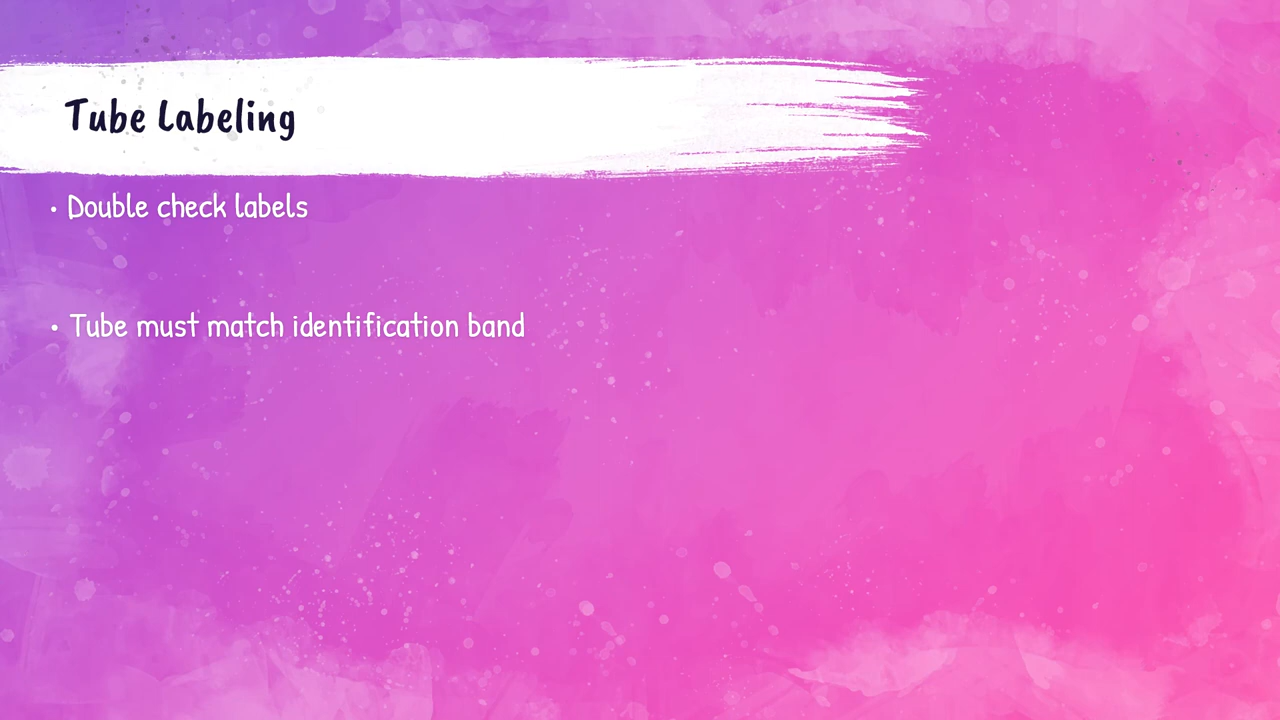 Tube Labeling
• Double check labels
• Tube must match identification band